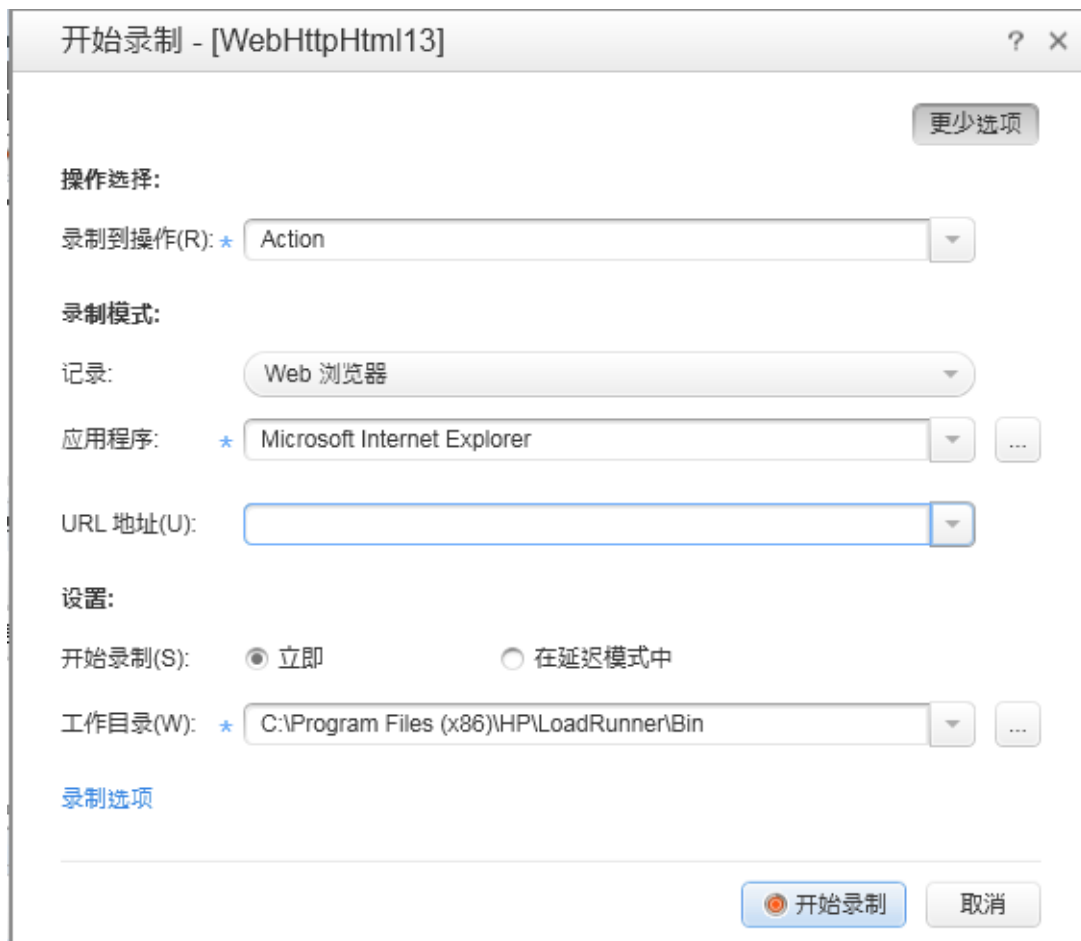 开始录制 - [WebHttpHtml13] ? ×
更少选项
操作选择:
录制到操作(R): * Action
录制模式:
记录: Web 浏览器
应用程序: * Microsoft Internet Explorer ...
URL 地址(U):
设置:
开始录制(S): 立即 在延迟模式中
工作目录(W): * C:\Program Files (x86)\HP\LoadRunner\Bin ...
录制选项
开始录制 取消